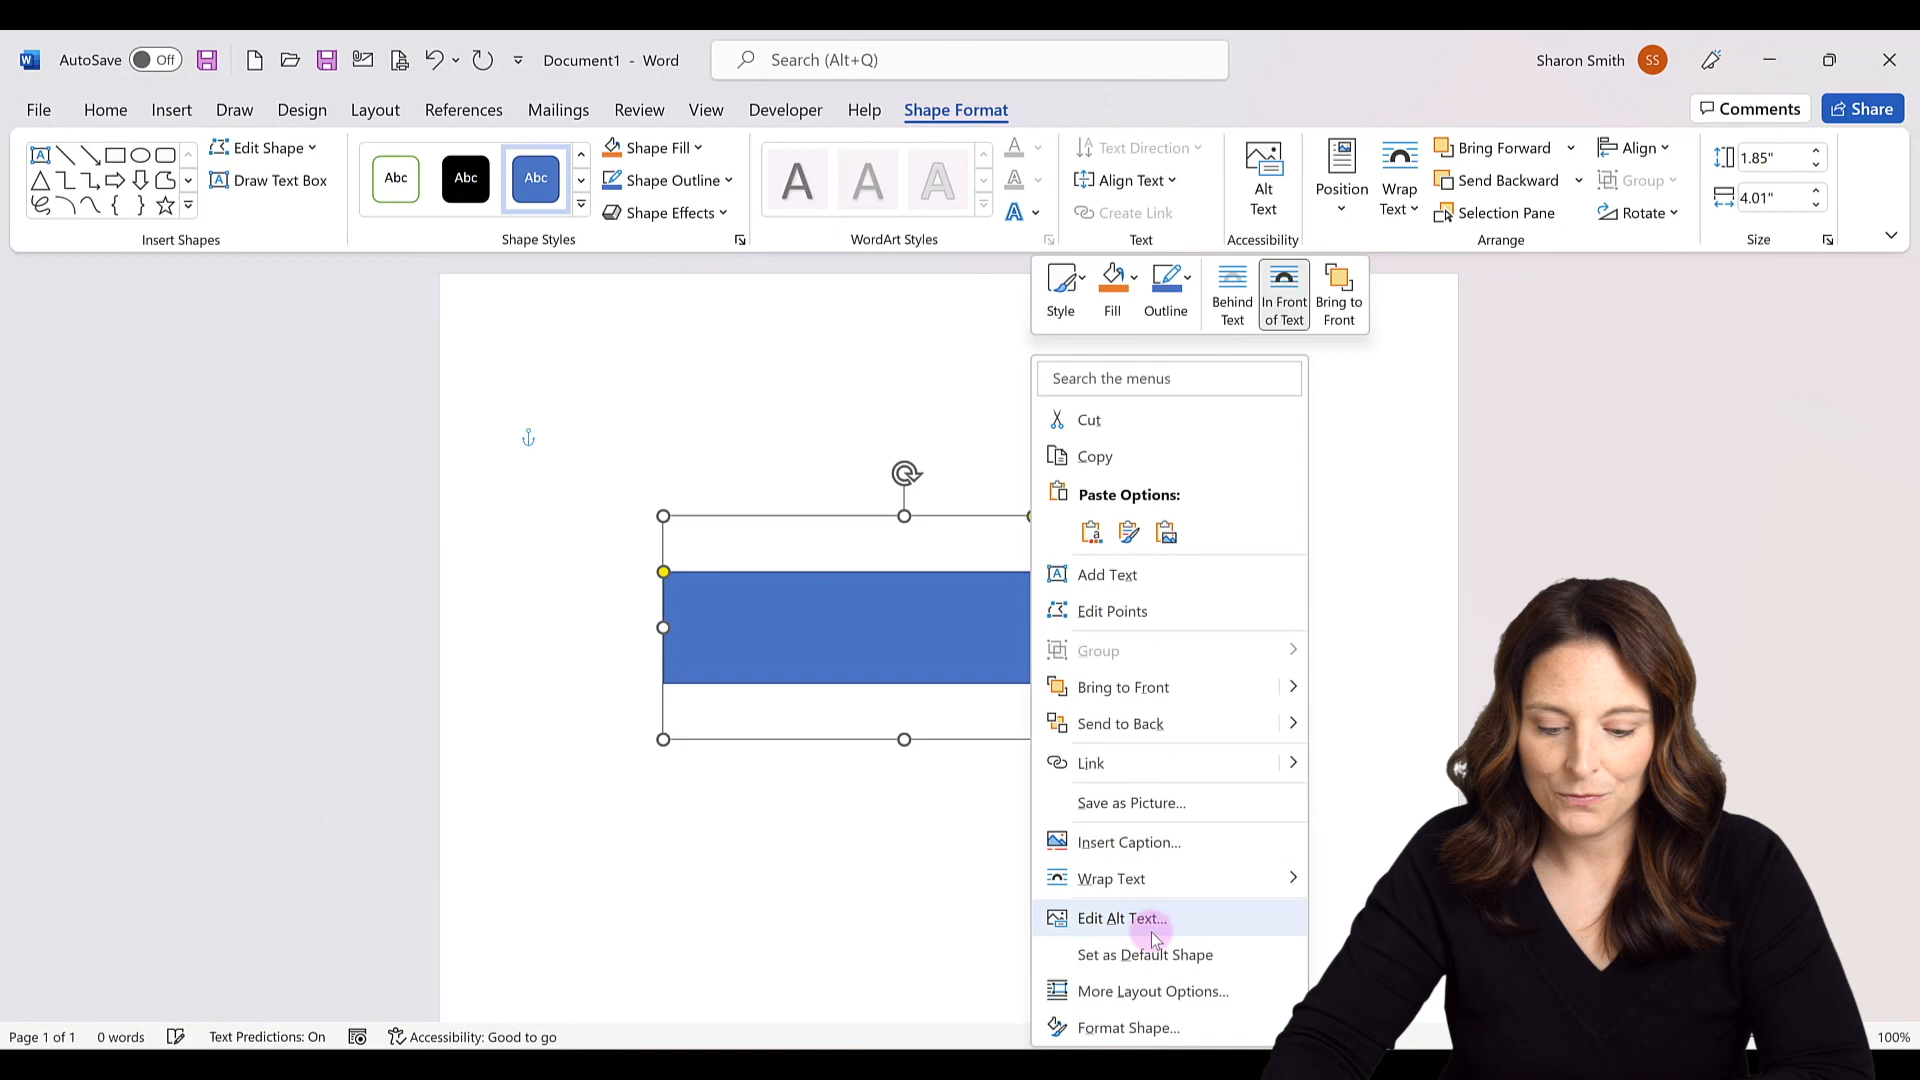 AutoSave Off Document1 - Word Search (Alt+Q) Sharon Smith SS
File Home Insert Draw Design Layout References Mailings Review View Developer Help Shape Format Comments Share
Edit Shape
Draw Text Box
Insert Shapes
Abc Abc Abc
Shape Fill
Shape Outline
Shape Effects
Shape Styles
A A A
WordArt Styles
Text Direction
Align Text
Create Link
Text
Alt
Text
Accessibility
Position
Wrap
Text
Bring Forward
Send Backward
Selection Pane
Align
Group
Rotate
Arrange
1.85"
4.01"
Size
Style
Fill
Outline
Behind
Text
In Front
of Text
Bring to
Front
Search the menus
Cut
Copy
Paste Options:
Add Text
Edit Points
Group
Bring to Front
Send to Back
Link
Save as Picture...
Insert Caption...
Wrap Text
Edit Alt Text...
Set as Default Shape
More Layout Options...
Format Shape...
Page 1 of 1 0 words Text Predictions: On Accessibility: Good to go 100%